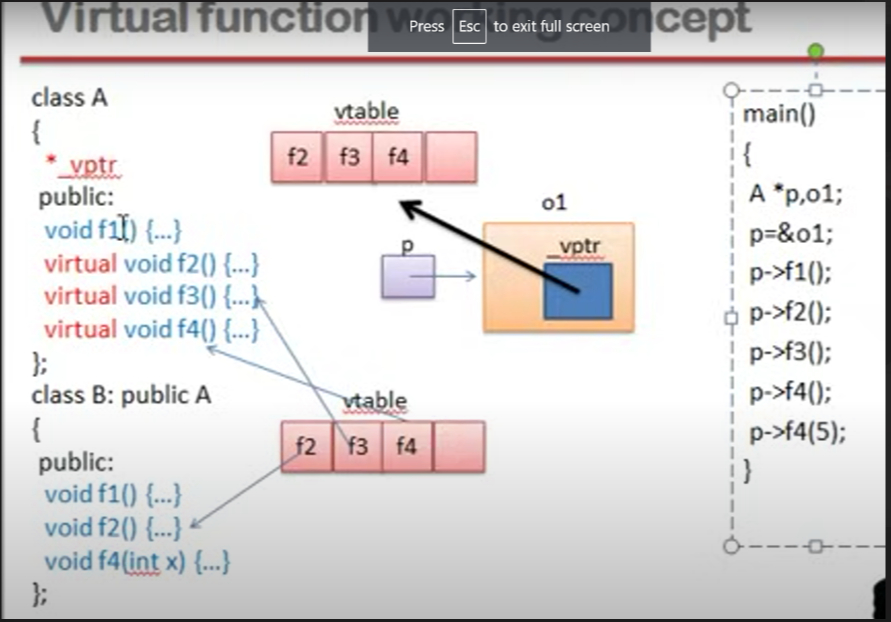 Virtual function wo ng concept
Press Esc to exit full screen
class A
{
*_vptr
public:
void f1() {...}
virtual void f2() {...}
virtual void f3() {...}
virtual void f4() {...}
};
class B: public A
{
public:
void f1() {...}
void f2() {...}
void f4(int x) {...}
};
vtable
f2 f3 f4
p
o1
_vptr
vtable
f2 f3 f4
main()
{
A *p,o1;
p=&o1;
p->f1();
p->f2();
p->f3();
p->f4();
p->f4(5);
}